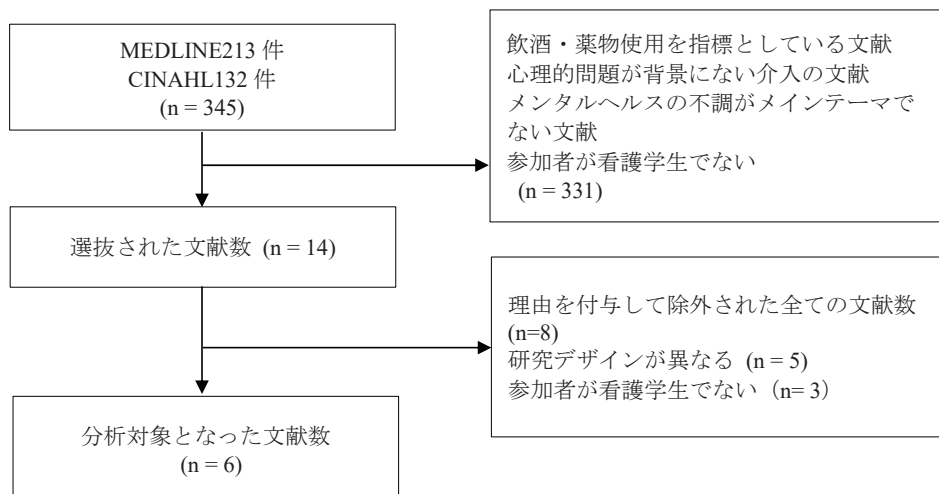 MEDLINE213 件
CINAHL132 件
(n = 345)
飲酒・薬物使用を指標としている文献
心理的問題が背景にない介入の文献
メンタルヘルスの不調がメインテーマで
ない文献
参加者が看護学生でない
(n = 331)
選抜された文献数 (n = 14)
理由を付与して除外された全ての文献数
(n=8)
研究デザインが異なる (n = 5)
参加者が看護学生でない（n= 3）
分析対象となった文献数
(n = 6)